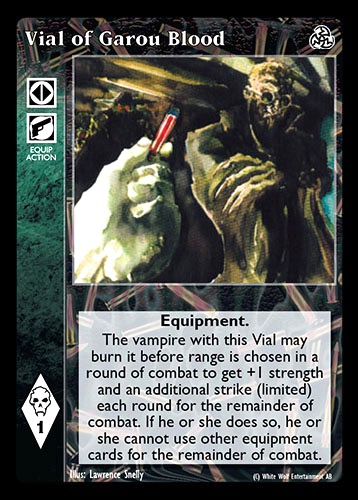 Vial of Garou Blood
EQUIP
ACTION
Equipment.
The vampire with this Vial may
burn it before range is chosen in a
round of combat to get +1 strength
and an additional strike (limited)
each round for the remainder of
combat. If he or she does so, he or
she cannot use other equipment
cards for the remainder of combat.
1
Illus: Lawrence Snelly
(C) White Wolf Entertainment AB